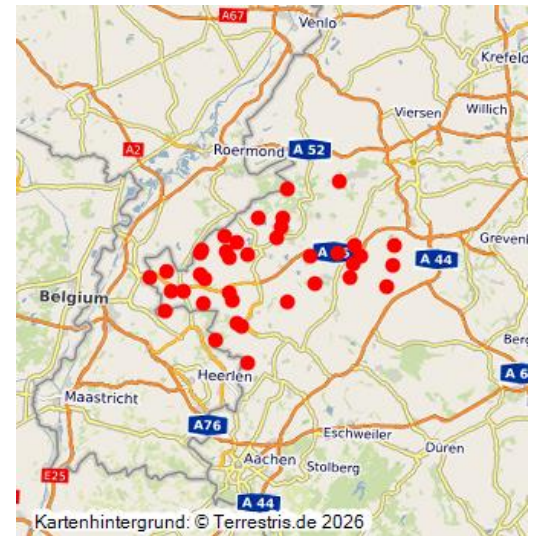 A67
Venlo
Krefeld
Viersen
Willich
A2
Roermond
A 52
Greven
A 44
Belgium
Berg
Heerlen
A 6
Maastricht
A76
Eschweiler
Düren
Aachen
Stolberg
E25
A 44
Kartenhintergrund: © Terrestris.de 2026